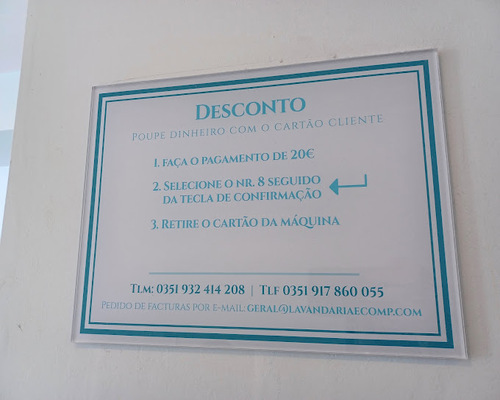 DESCONTO
POUPE DINHEIRO COM O CARTÃO CLIENTE
1. FAÇA O PAGAMENTO DE 20€
2. SELECIONE O NR. 8 SEGUIDO
DA TECLA DE CONFIRMAÇÃO
3. RETIRE O CARTÃO DA MÁQUINA
TLM: 0351 932 414 208 | TLF 0351 917 860 055
PEDIDO DE FACTURAS POR E-MAIL: GERAL@LAVANDARIAECOMP.COM